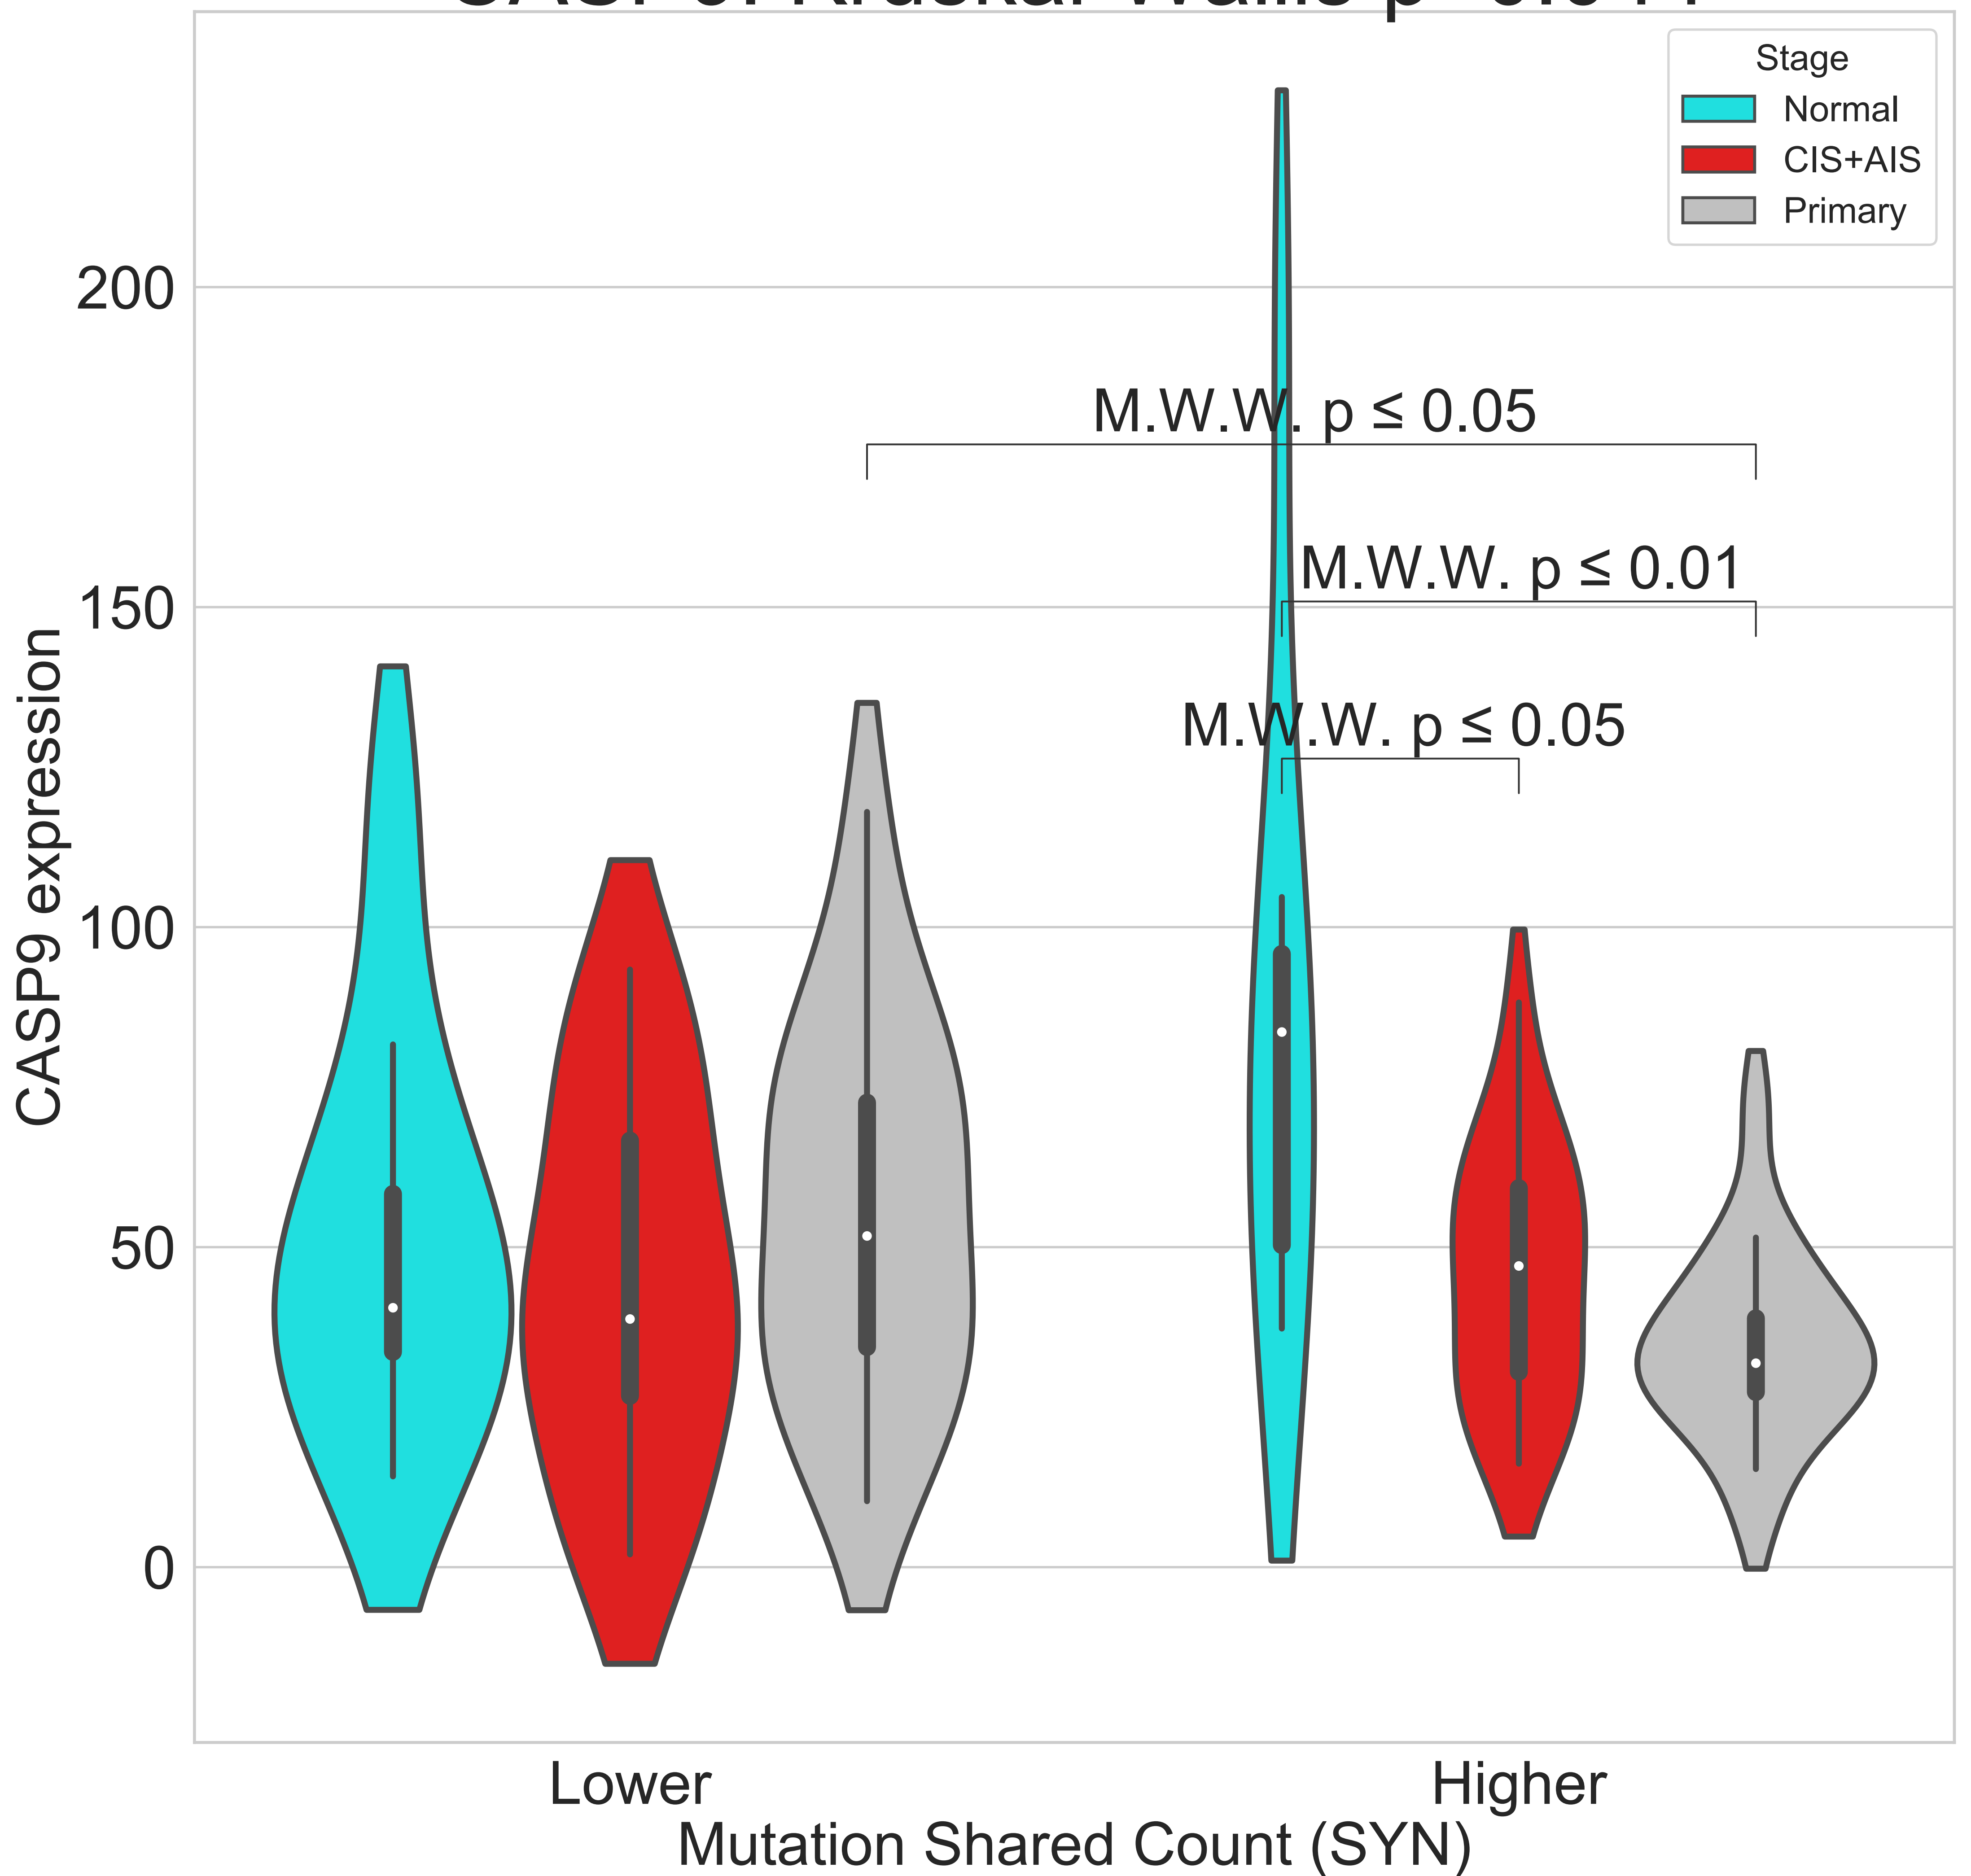 Stage
Normal
CIS+AIS
Primary
200
150
100
50
0
CASP9 expression
M.W.W. p ≤ 0.05
M.W.W. p ≤ 0.01
M.W.W. p ≤ 0.05
Lower
Higher
Mutation Shared Count (SYN)